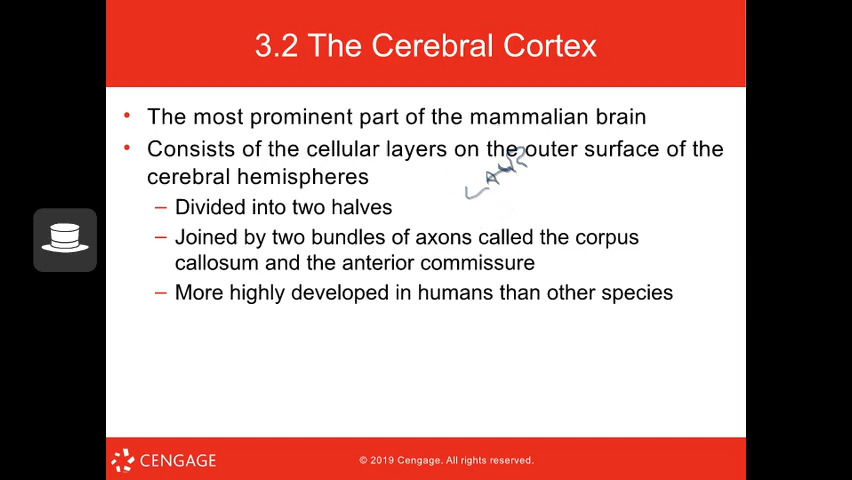 3.2 The Cerebral Cortex
• The most prominent part of the mammalian brain
• Consists of the cellular layers on the outer surface of the
cerebral hemispheres
– Divided into two halves
– Joined by two bundles of axons called the corpus
callosum and the anterior commissure
– More highly developed in humans than other species
CENGAGE
© 2019 Cengage. All rights reserved.